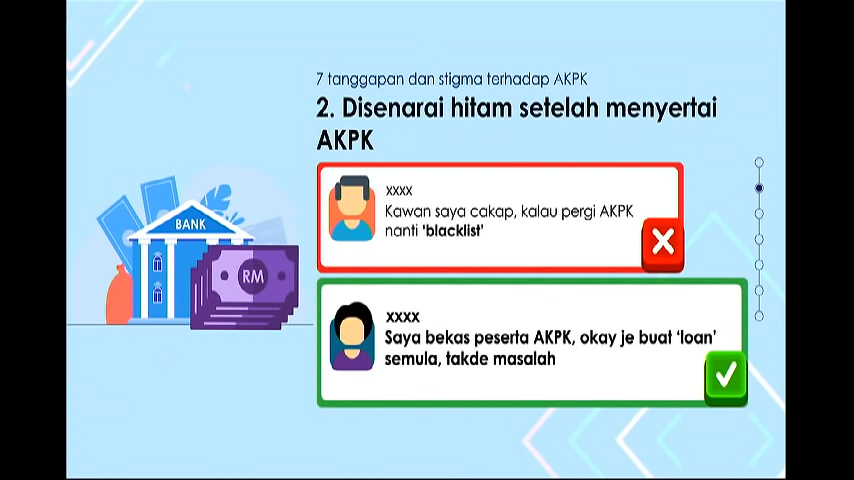 7 tanggapan dan stigma terhadap AKPK
2. Disenarai hitam setelah menyertai
AKPK
BANK
RM
xxxx
Kawan saya cakap, kalau pergi AKPK
nanti ‘blacklist’
xxxx
Saya bekas peserta AKPK, okay je buat ‘loan’
semula, takde masalah